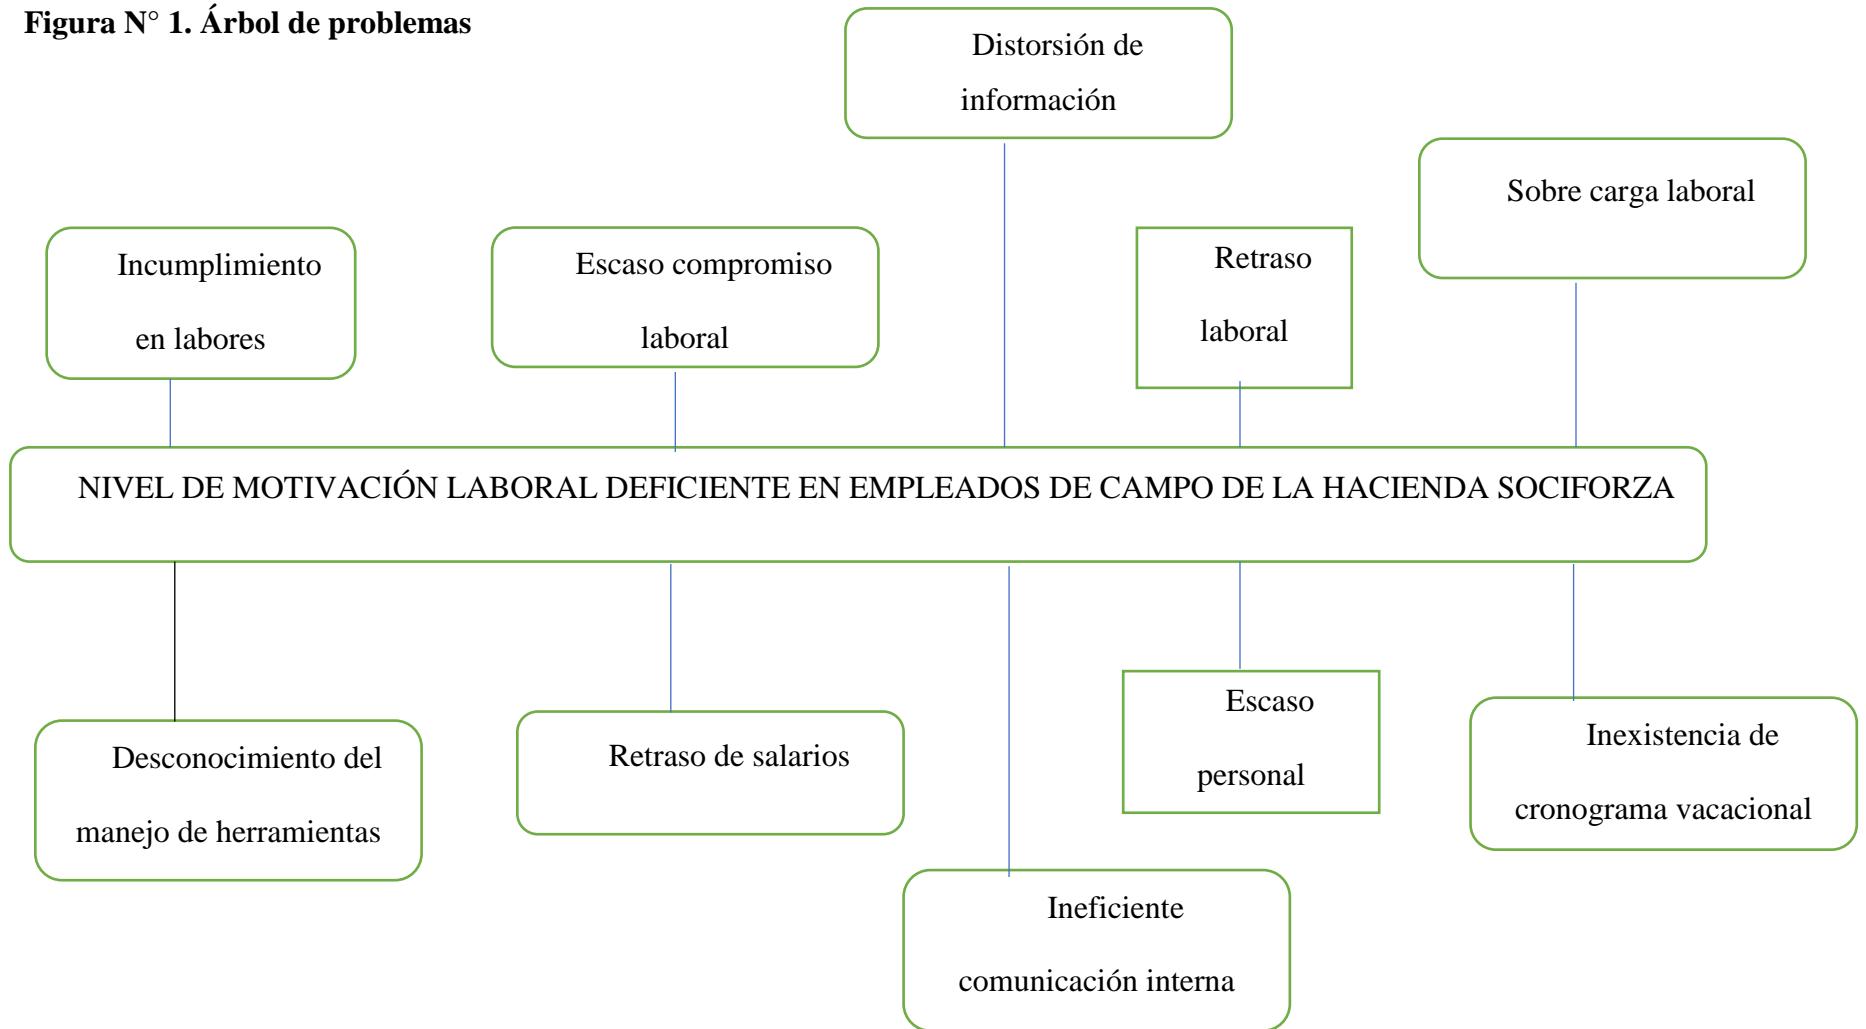 Figura N° 1. Árbol de problemas
Distorsión de
información
Sobre carga laboral
Incumplimiento
en labores
Escaso compromiso
laboral
Retraso
laboral
NIVEL DE MOTIVACIÓN LABORAL DEFICIENTE EN EMPLEADOS DE CAMPO DE LA HACIENDA SOCIFORZA
Desconocimiento del
manejo de herramientas
Retraso de salarios
Ineficiente
comunicación interna
Escaso
personal
Inexistencia de
cronograma vacacional